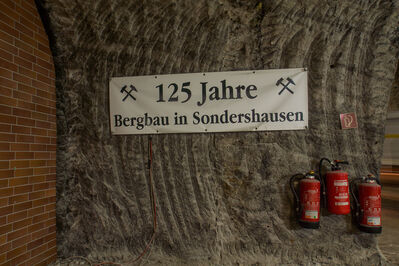 125 Jahre
Bergbau in Sondershausen